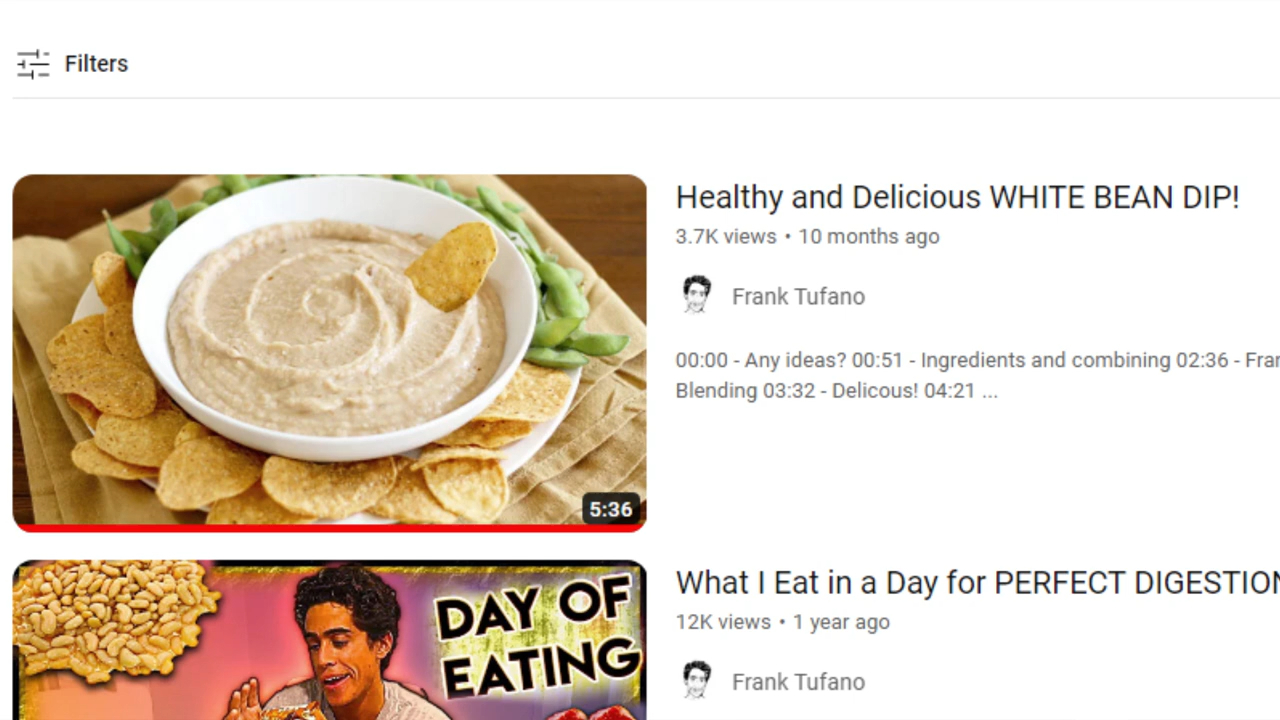 Filters
Healthy and Delicious WHITE BEAN DIP!
3.7K views • 10 months ago
Frank Tufano
00:00 - Any ideas? 00:51 - Ingredients and combining 02:36 -
Blending 03:32 - Delicous! 04:21 ...
5:36
DAY OF
EATING
What I Eat in a Day for PERFECT DIGESTION
12K views • 1 year ago
Frank Tufano